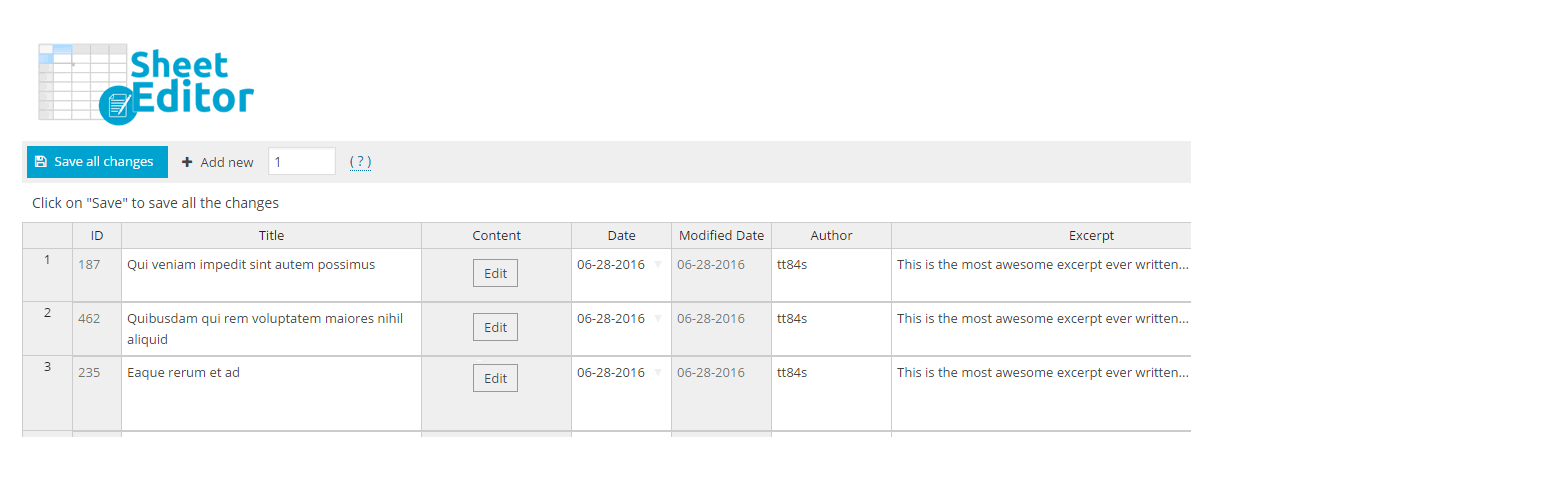 Sheet
Editor
Save all changes Add new 1 ( ? )
Click on "Save" to save all the changes
ID Title Content Date Modified Date Author Excerpt
1 187 Qui veniam impedit sint autem possimus Edit 06-28-2016 06-28-2016 tt84s This is the most awesome excerpt ever written...
2 462 Quibusdam qui rem voluptatem maiores nihil Edit 06-28-2016 06-28-2016 tt84s This is the most awesome excerpt ever written...
aliquid
3 235 Eaque rerum et ad Edit 06-28-2016 06-28-2016 tt84s This is the most awesome excerpt ever written...